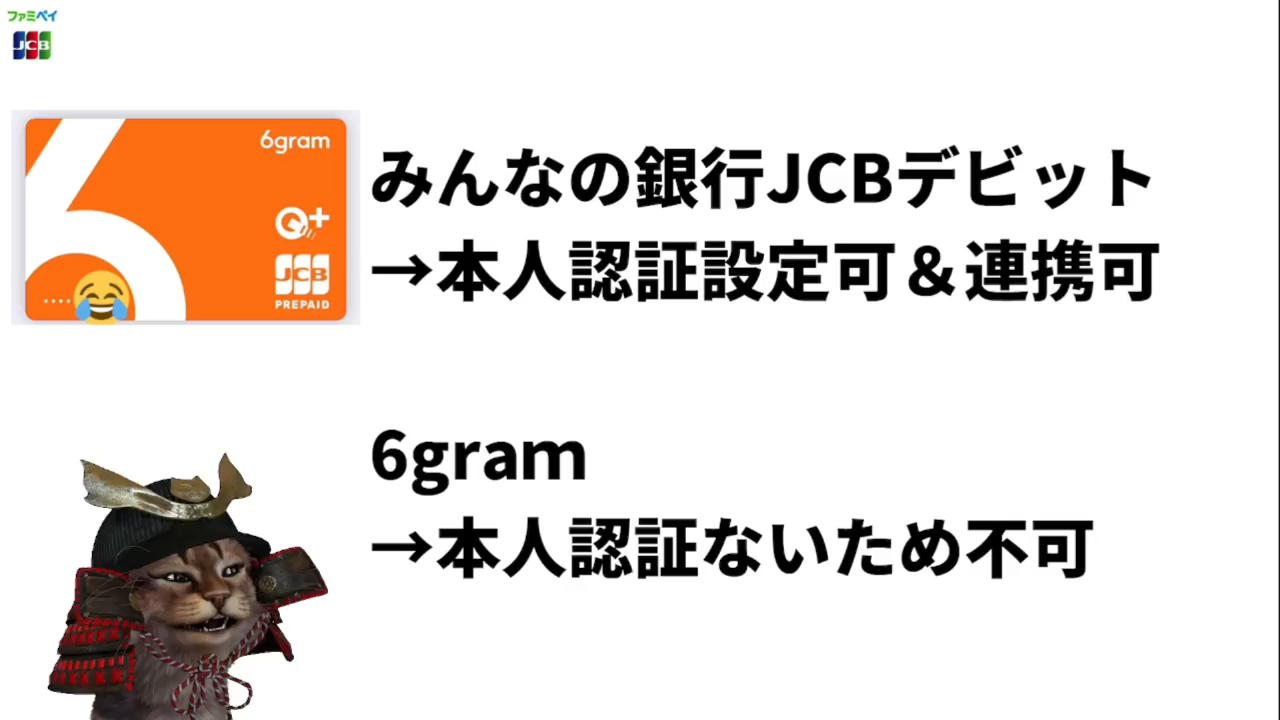 ファミペイ
JCB
6gram
Q+
JCB
PREPAID
みんなの銀行JCBデビット
→本人認証設定可＆連携可
6gram
→本人認証ないため不可